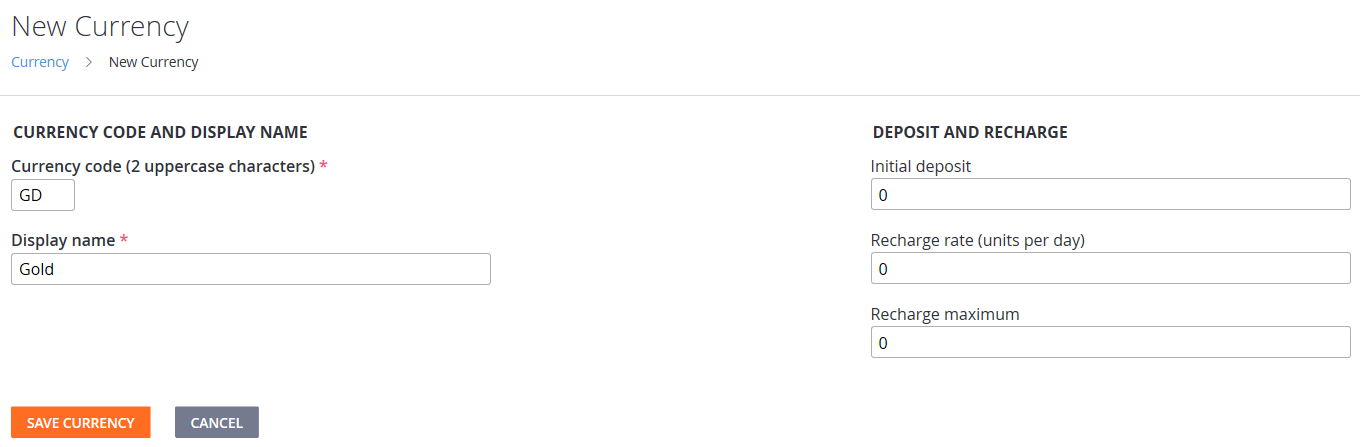 New Currency
Currency > New Currency
CURRENCY CODE AND DISPLAY NAME
Currency code (2 uppercase characters) *
GD
Display name *
Gold
DEPOSIT AND RECHARGE
Initial deposit
0
Recharge rate (units per day)
0
Recharge maximum
0
SAVE CURRENCY
CANCEL